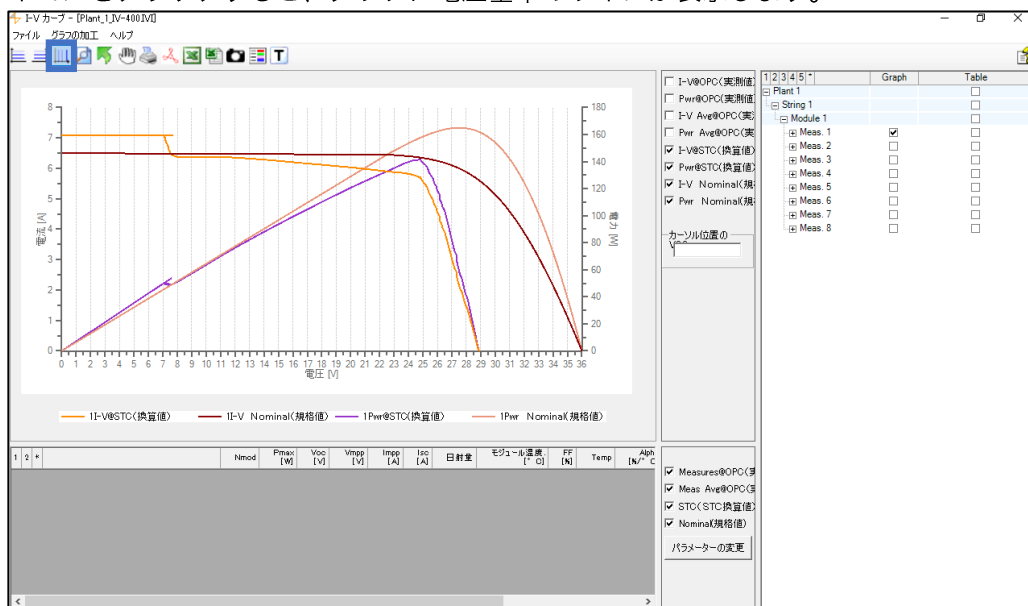 I-V カーブ - [Plant_1_IV-400.IVI]
ファイル グラフの加工 ヘルプ
T
8
7
6
5
4
3
2
1
0
電流 [A]
180
160
140
120
100
80
60
40
20
0
電力 [W]
0 1 2 3 4 5 6 7 8 9 10 11 12 13 14 15 16 17 18 19 20 21 22 23 24 25 26 27 28 29 30 31 32 33 34 35 36
電圧 [V]
1I-V@STC(換算値) 1I-V Nominal(規格値) 1Pwr@STC(換算値) 1Pwr Nominal(規格値)
I-V@OPC(実測値
Pwr@OPC(実測値
I-V Avg@OPC(実
Pwr Avg@OPC(実
I-V@STC(換算値)
Pwr@STC(換算値)
I-V Nominal(規
Pwr Nominal(規
カーソル位置の
1 2 3 4 5 * Graph Table
Plant 1
String 1
Module 1
Meas. 1
Meas. 2
Meas. 3
Meas. 4
Meas. 5
Meas. 6
Meas. 7
Meas. 8
1 2 * Nmod Pmax [W] Voc [V] Vmpp [V] Impp [A] Isc [A] 日射量 モジュール温度. [° C] FF [%] Temp Alph [%/° C
Measures@OPC(実
Meas Avg@OPC(実
STC(STC換算値)
Nominal(規格値)
パラメーターの変更